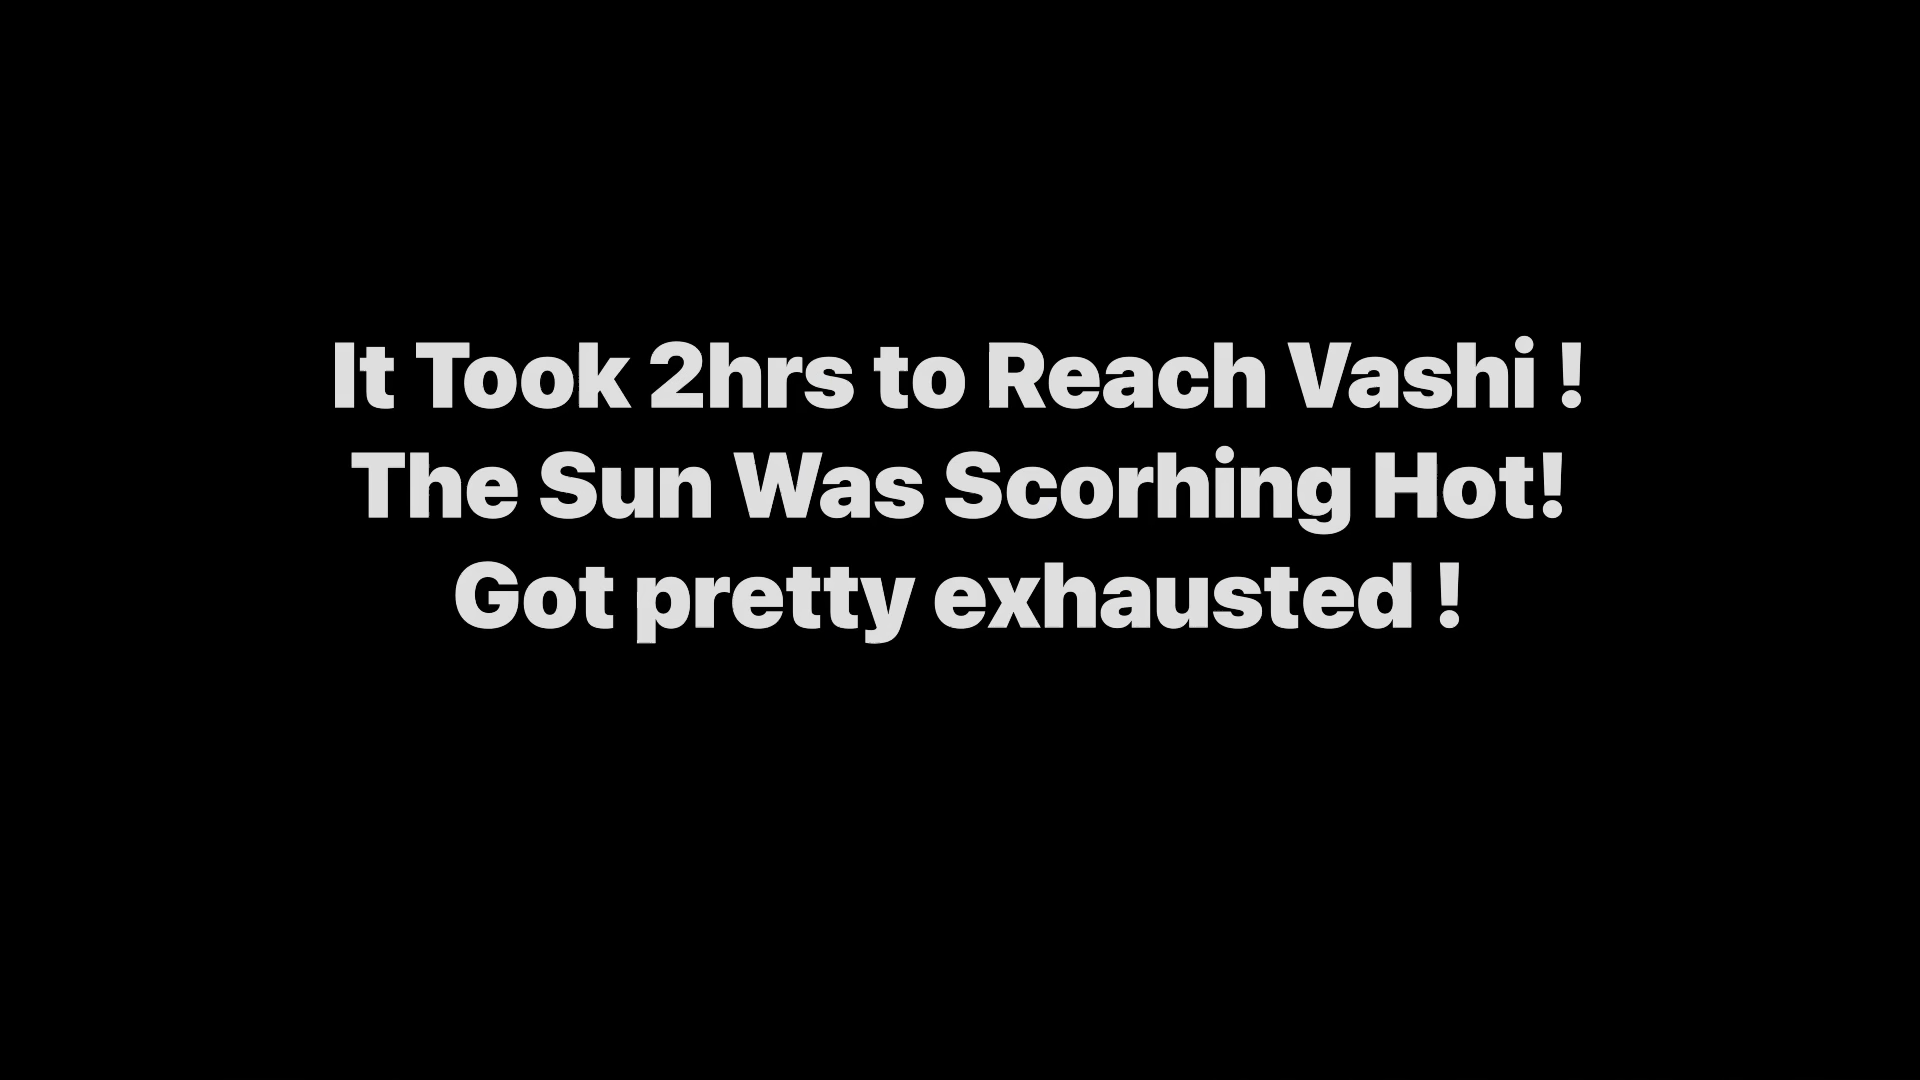 It Took 2hrs to Reach Vashi !
The Sun Was Scorhing Hot!
Got pretty exhausted !